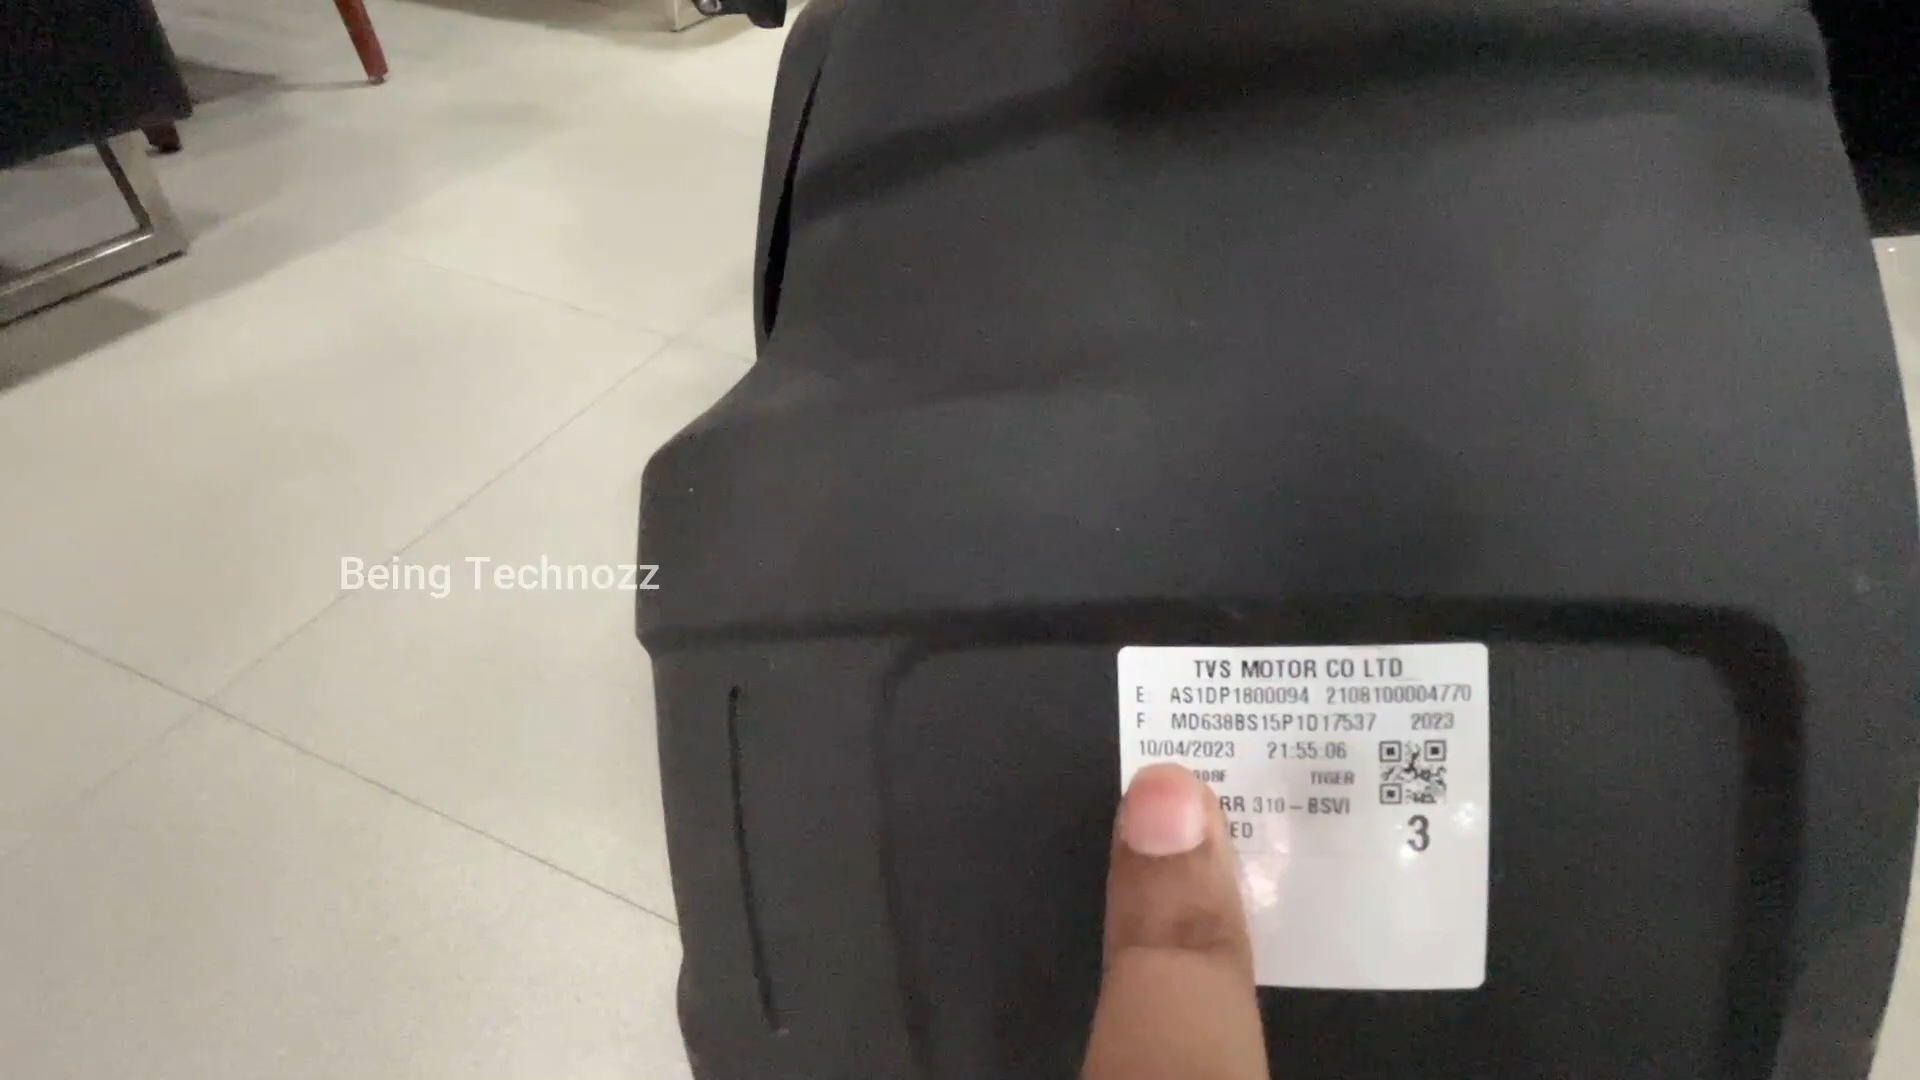 Being Technozz
TVS MOTOR CO LTD
E: AS1DP1800094 2108100004770
F MD638BS15P1D17537 2023
10/04/2023 21:55:06
TIGER
RR 310-BSVI
ED
3